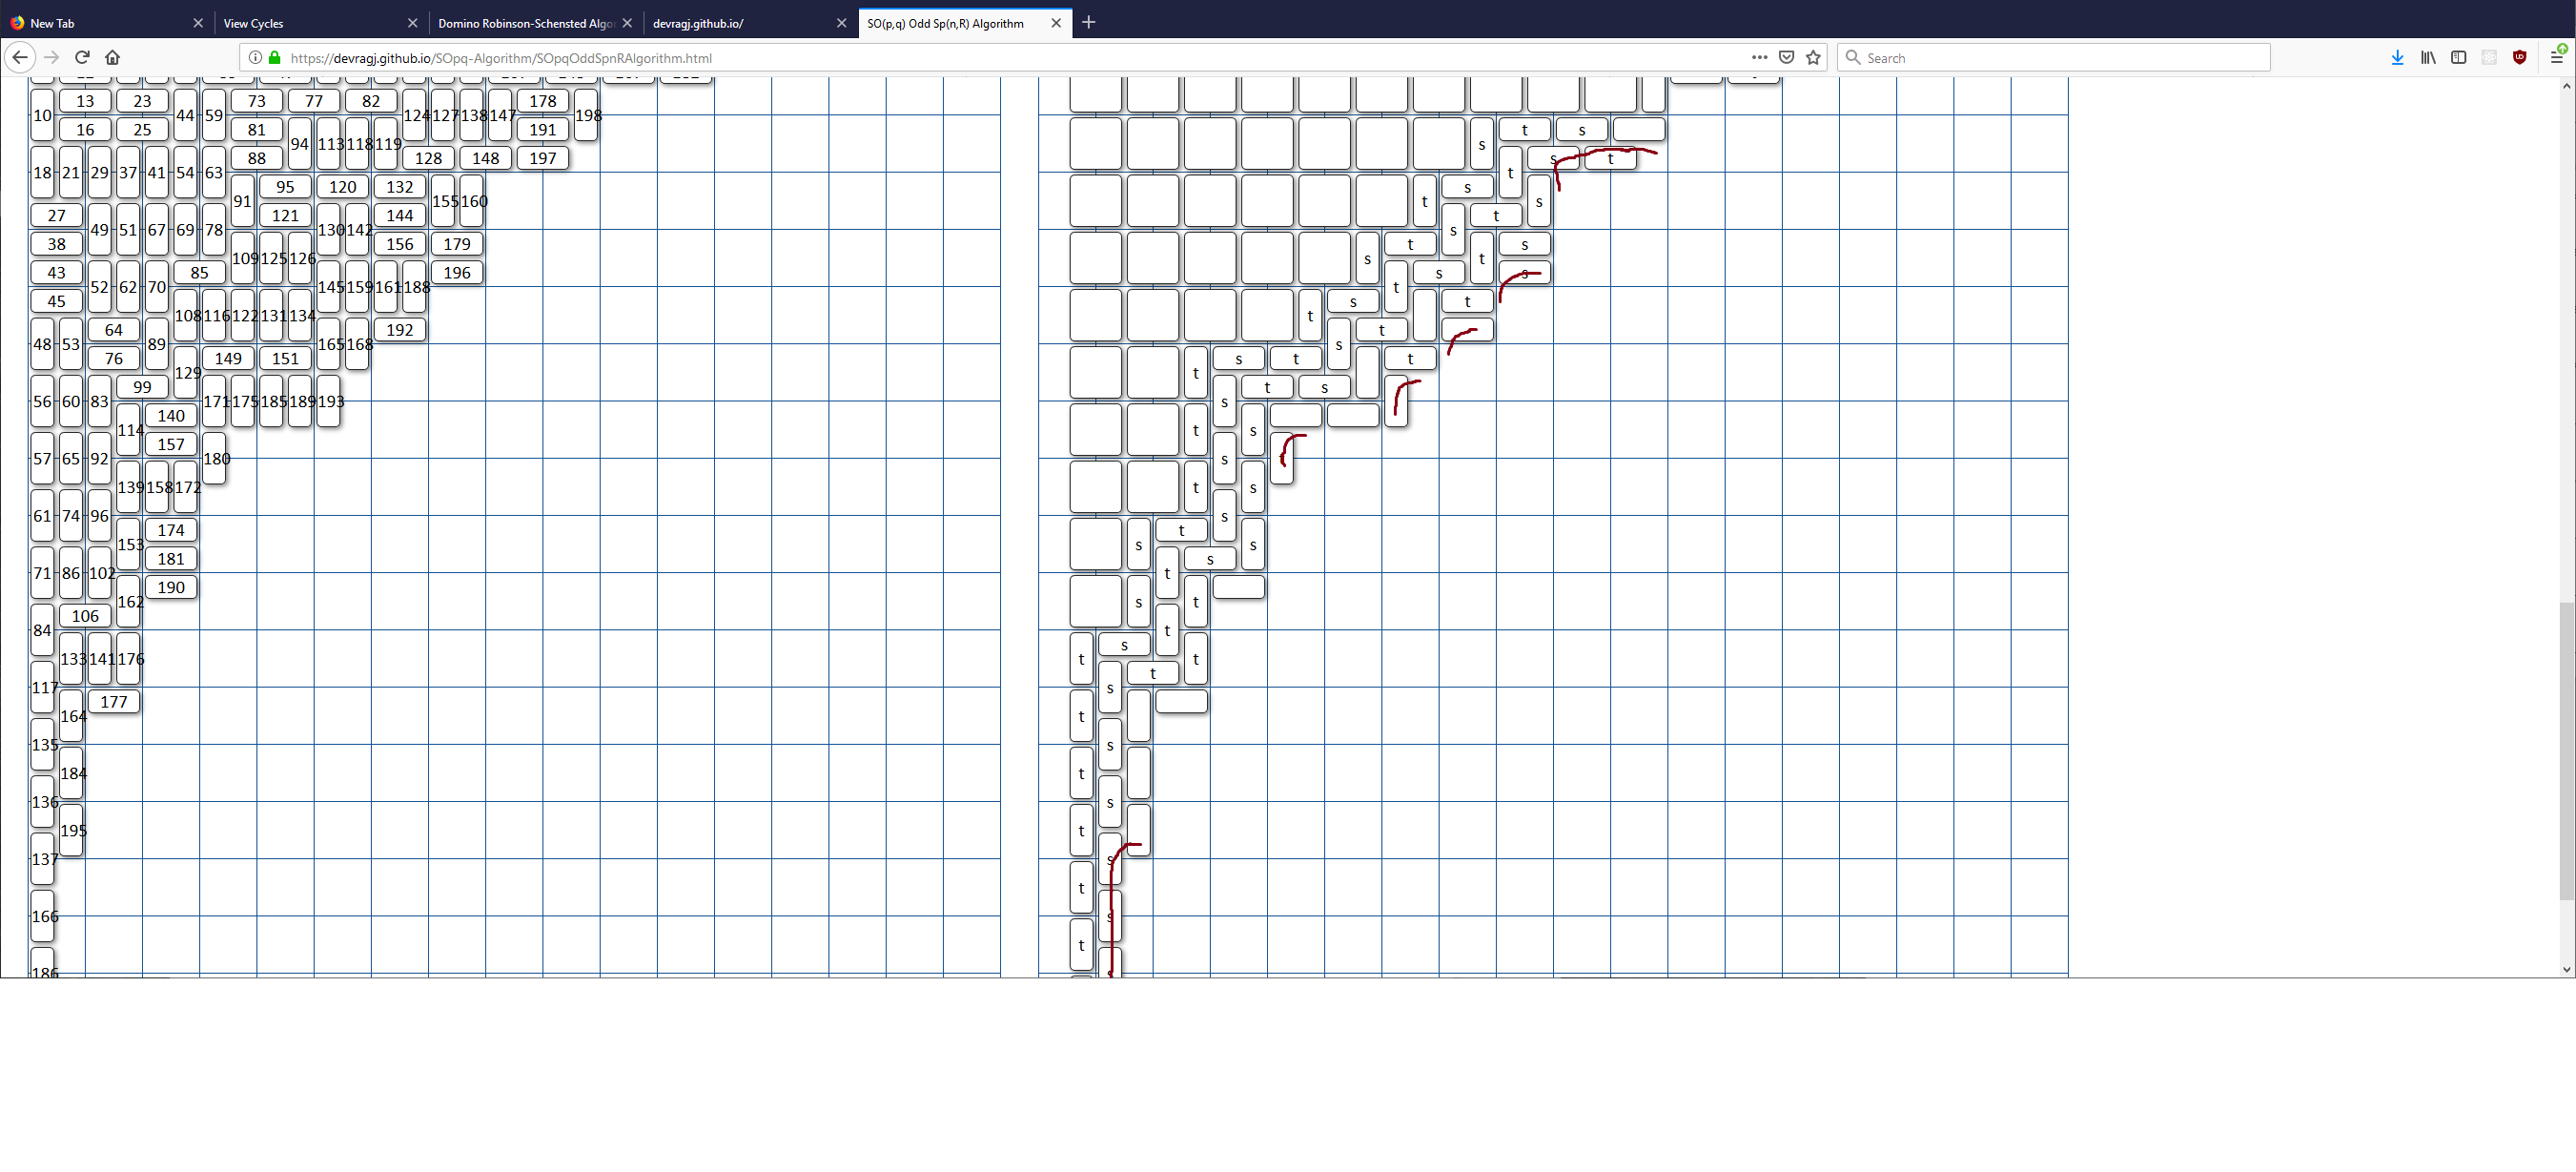 New Tab
View Cycles
Domino Robinson-Schensted Algo
devragj.github.io/
SO(p,q) Odd Sp(n,R) Algorithm
https://devragj.github.io/SOpq-Algorithm/SOpqOddSpnRAlgorithm.html
Search
13 23 73 77 82 178
10 44 59 124 127 138 147 198
16 25 81 191 t s
94 113 118 119 s
88 128 148 197 s t
18 21 29 37 41 54 63 t
95 120 132 s
91 155 160 t s
27 121 144 t
49 51 67 69 78 130 142 s
38 156 179 t s
109 125 126 s t
43 85 196 s s
52 62 70 145 159 161 188 t
45 s t
108 116 122 131 134 t
64 192 t
48 53 89 165 168 s
76 149 151 s t t
129 t
99 t s
56 60 83 171 175 185 189 193 s
140
114 t s
157
57 65 92 180 s
139 158 172 t s
61 74 96 s
174 t
153 s s
181 s
71 86 102 t
190
162 s t
106
84 t
s
133 141 176 t t
t
117 s
177
164 t
135 s
184 t
136 s
195 t
137 s
t
166 s
t
186